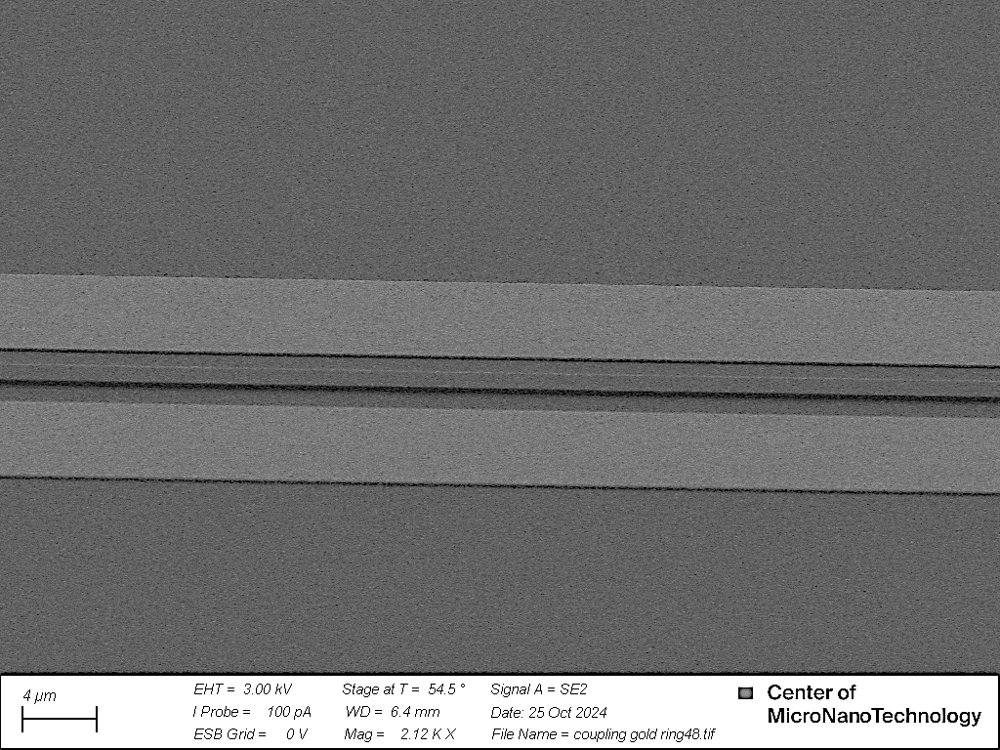 4 µm
EHT = 3.00 kV Stage at T = 54.5 ° Signal A = SE2
I Probe = 100 pA WD = 6.4 mm Date: 25 Oct 2024
ESB Grid = 0 V Mag = 2.12 K X File Name = coupling gold ring48.tif
Center of
MicroNanoTechnology